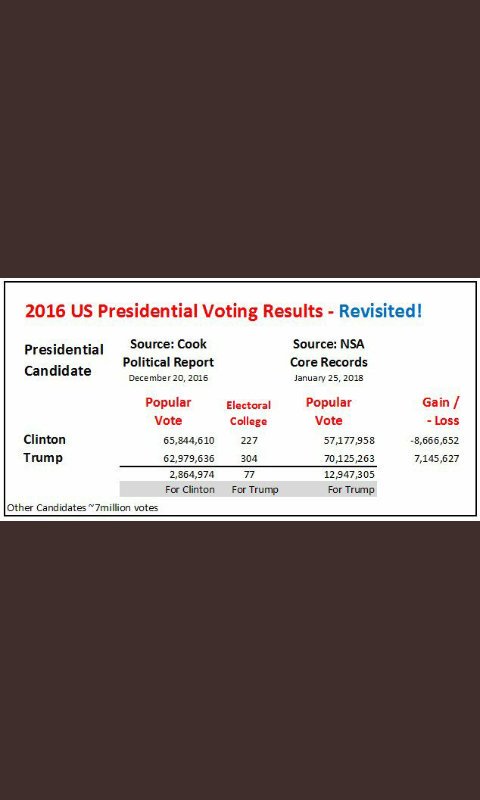 2016 US Presidential Voting Results - Revisited!
Presidential Candidate
Source: Cook Political Report
December 20, 2016
Source: NSA Core Records
January 25, 2018
Popular Vote
Electoral College
Popular Vote
Gain / - Loss
Clinton 65,844,610 227 57,177,958 -8,666,652
Trump 62,979,636 304 70,125,263 7,145,627
2,864,974 77 12,947,305
For Clinton For Trump For Trump
Other Candidates ~7million votes